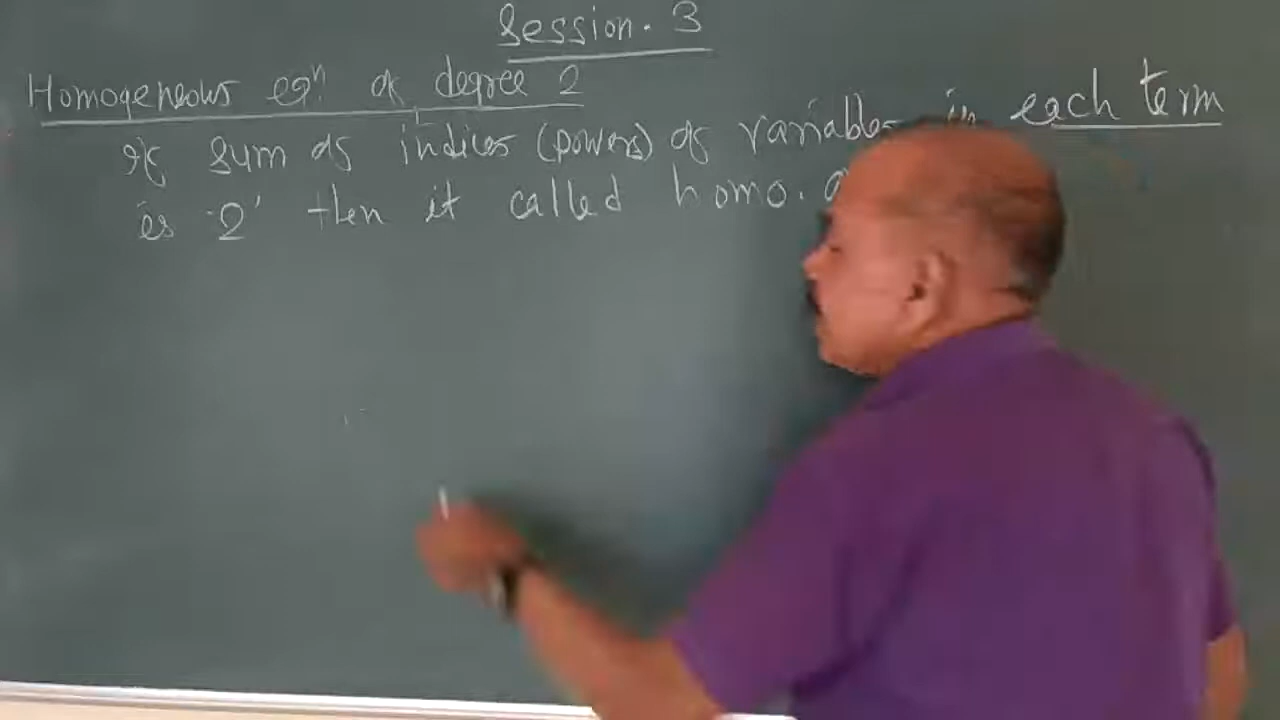 Session. 3
Homogeneous eqn. of degree 2
If sum of indices (powers) of variables in each term
is '2' then it called homo.